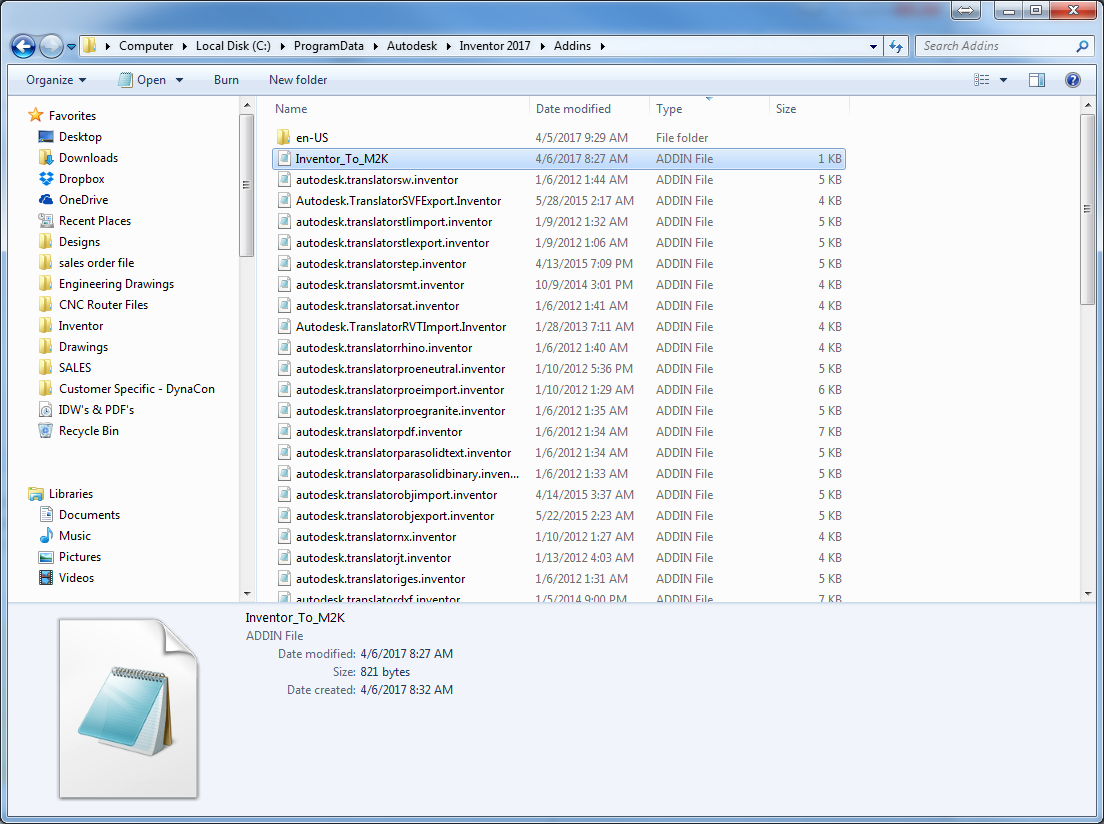 Computer Local Disk (C:) ProgramData Autodesk Inventor 2017 Addins Search Addins
Organize Open Burn New folder
Favorites
Desktop
Downloads
Dropbox
OneDrive
Recent Places
Designs
sales order file
Engineering Drawings
CNC Router Files
Inventor
Drawings
SALES
Customer Specific - DynaCon
IDW's & PDF's
Recycle Bin
Libraries
Documents
Music
Pictures
Videos
Name Date modified Type Size
en-US 4/5/2017 9:29 AM File folder
Inventor_To_M2K 4/6/2017 8:27 AM ADDIN File 1 KB
autodesk.translatorsw.inventor 1/6/2012 1:44 AM ADDIN File 5 KB
Autodesk.TranslatorSVFExport.Inventor 5/28/2015 2:17 AM ADDIN File 4 KB
autodesk.translatorstlimport.inventor 1/9/2012 1:32 AM ADDIN File 5 KB
autodesk.translatorstlexport.inventor 1/9/2012 1:06 AM ADDIN File 5 KB
autodesk.translatorstep.inventor 4/13/2015 7:09 PM ADDIN File 5 KB
autodesk.translatorsmt.inventor 10/9/2014 3:01 PM ADDIN File 4 KB
autodesk.translatorsat.inventor 1/6/2012 1:41 AM ADDIN File 4 KB
Autodesk.TranslatorRVTImport.Inventor 1/28/2013 7:11 AM ADDIN File 4 KB
autodesk.translatorrhino.inventor 1/6/2012 1:40 AM ADDIN File 4 KB
autodesk.translatorproeneutral.inventor 1/10/2012 5:36 PM ADDIN File 5 KB
autodesk.translatorproeimport.inventor 1/10/2012 1:29 AM ADDIN File 6 KB
autodesk.translatorproegranite.inventor 1/6/2012 1:35 AM ADDIN File 5 KB
autodesk.translatorpdf.inventor 1/6/2012 1:34 AM ADDIN File 7 KB
autodesk.translatorparasolidtext.inventor 1/6/2012 1:34 AM ADDIN File 5 KB
autodesk.translatorparasolidbinary.inven... 1/6/2012 1:33 AM ADDIN File 5 KB
autodesk.translatorobjimport.inventor 4/14/2015 3:37 AM ADDIN File 5 KB
autodesk.translatorobjexport.inventor 5/22/2015 2:23 AM ADDIN File 5 KB
autodesk.translatornx.inventor 1/10/2012 1:27 AM ADDIN File 4 KB
autodesk.translatorjt.inventor 1/13/2012 4:03 AM ADDIN File 4 KB
autodesk.translatoriges.inventor 1/6/2012 1:31 AM ADDIN File 5 KB
autodesk.translatordxf.inventor 1/5/2014 9:00 PM ADDIN File 7 KB
Inventor_To_M2K
ADDIN File
Date modified: 4/6/2017 8:27 AM
Size: 821 bytes
Date created: 4/6/2017 8:32 AM